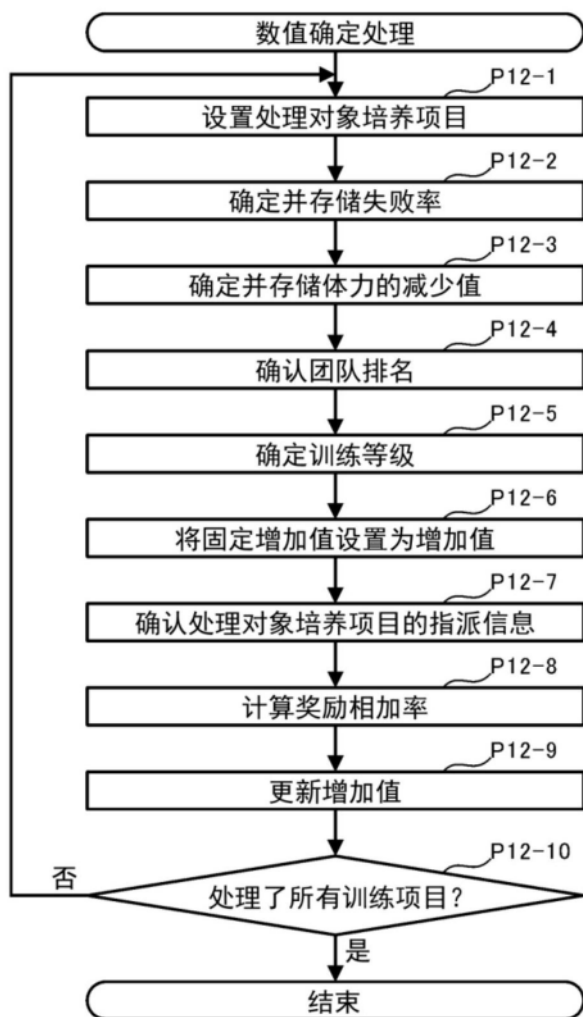 数值确定处理
P12-1
设置处理对象培养项目
P12-2
确定并存储失败率
P12-3
确定并存储体力的减少值
P12-4
确认团队排名
P12-5
确定训练等级
P12-6
将固定增加值设置为增加值
P12-7
确认处理对象培养项目的指派信息
P12-8
计算奖励相加率
P12-9
更新增加值
P12-10
否
处理了所有训练项目?
是
结束